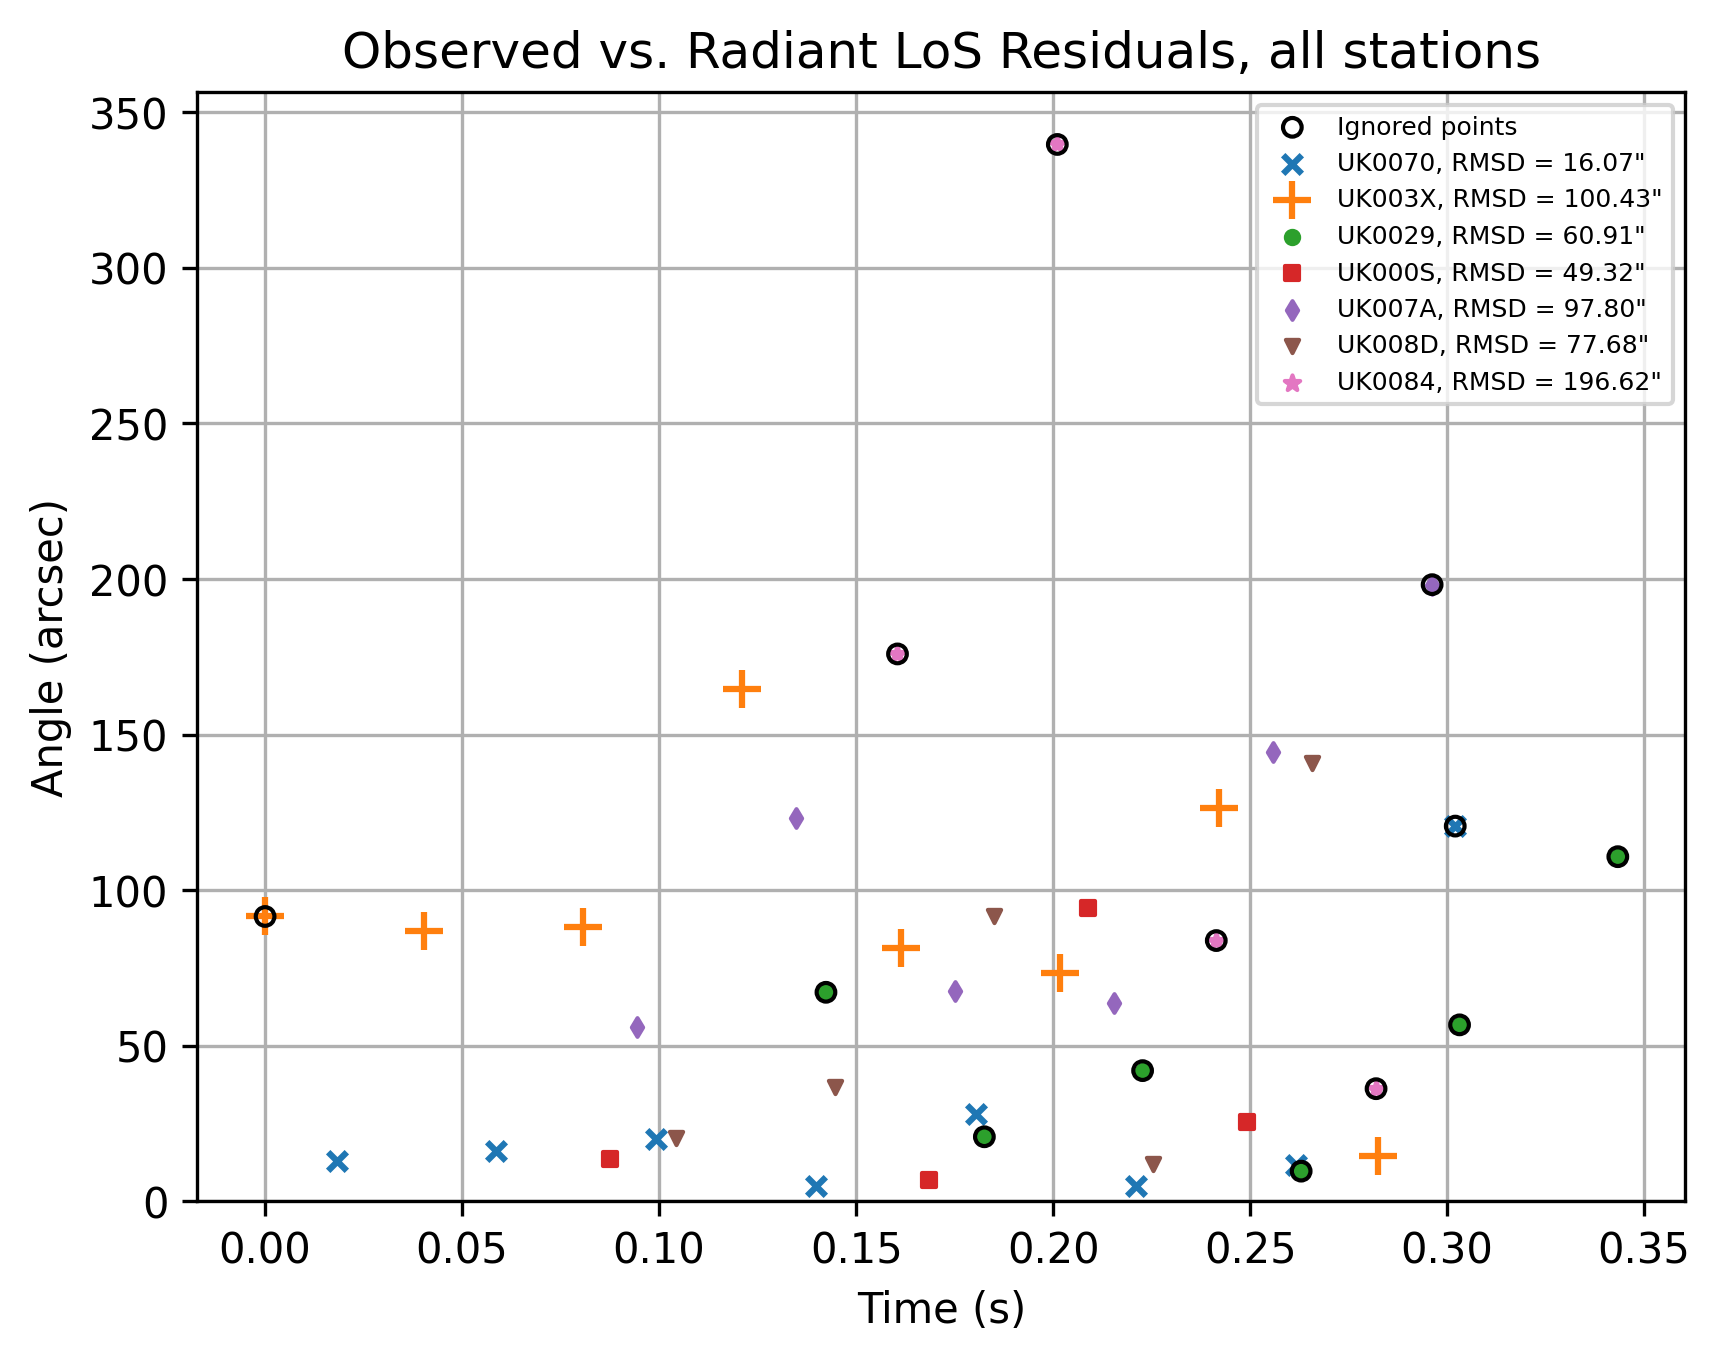 Observed vs. Radiant LoS Residuals, all stations
Ignored points
UK0070, RMSD = 16.07"
UK003X, RMSD = 100.43"
UK0029, RMSD = 60.91"
UK000S, RMSD = 49.32"
UK007A, RMSD = 97.80"
UK008D, RMSD = 77.68"
UK0084, RMSD = 196.62"
Angle (arcsec)
350
300
250
200
150
100
50
0
0.00 0.05 0.10 0.15 0.20 0.25 0.30 0.35
Time (s)